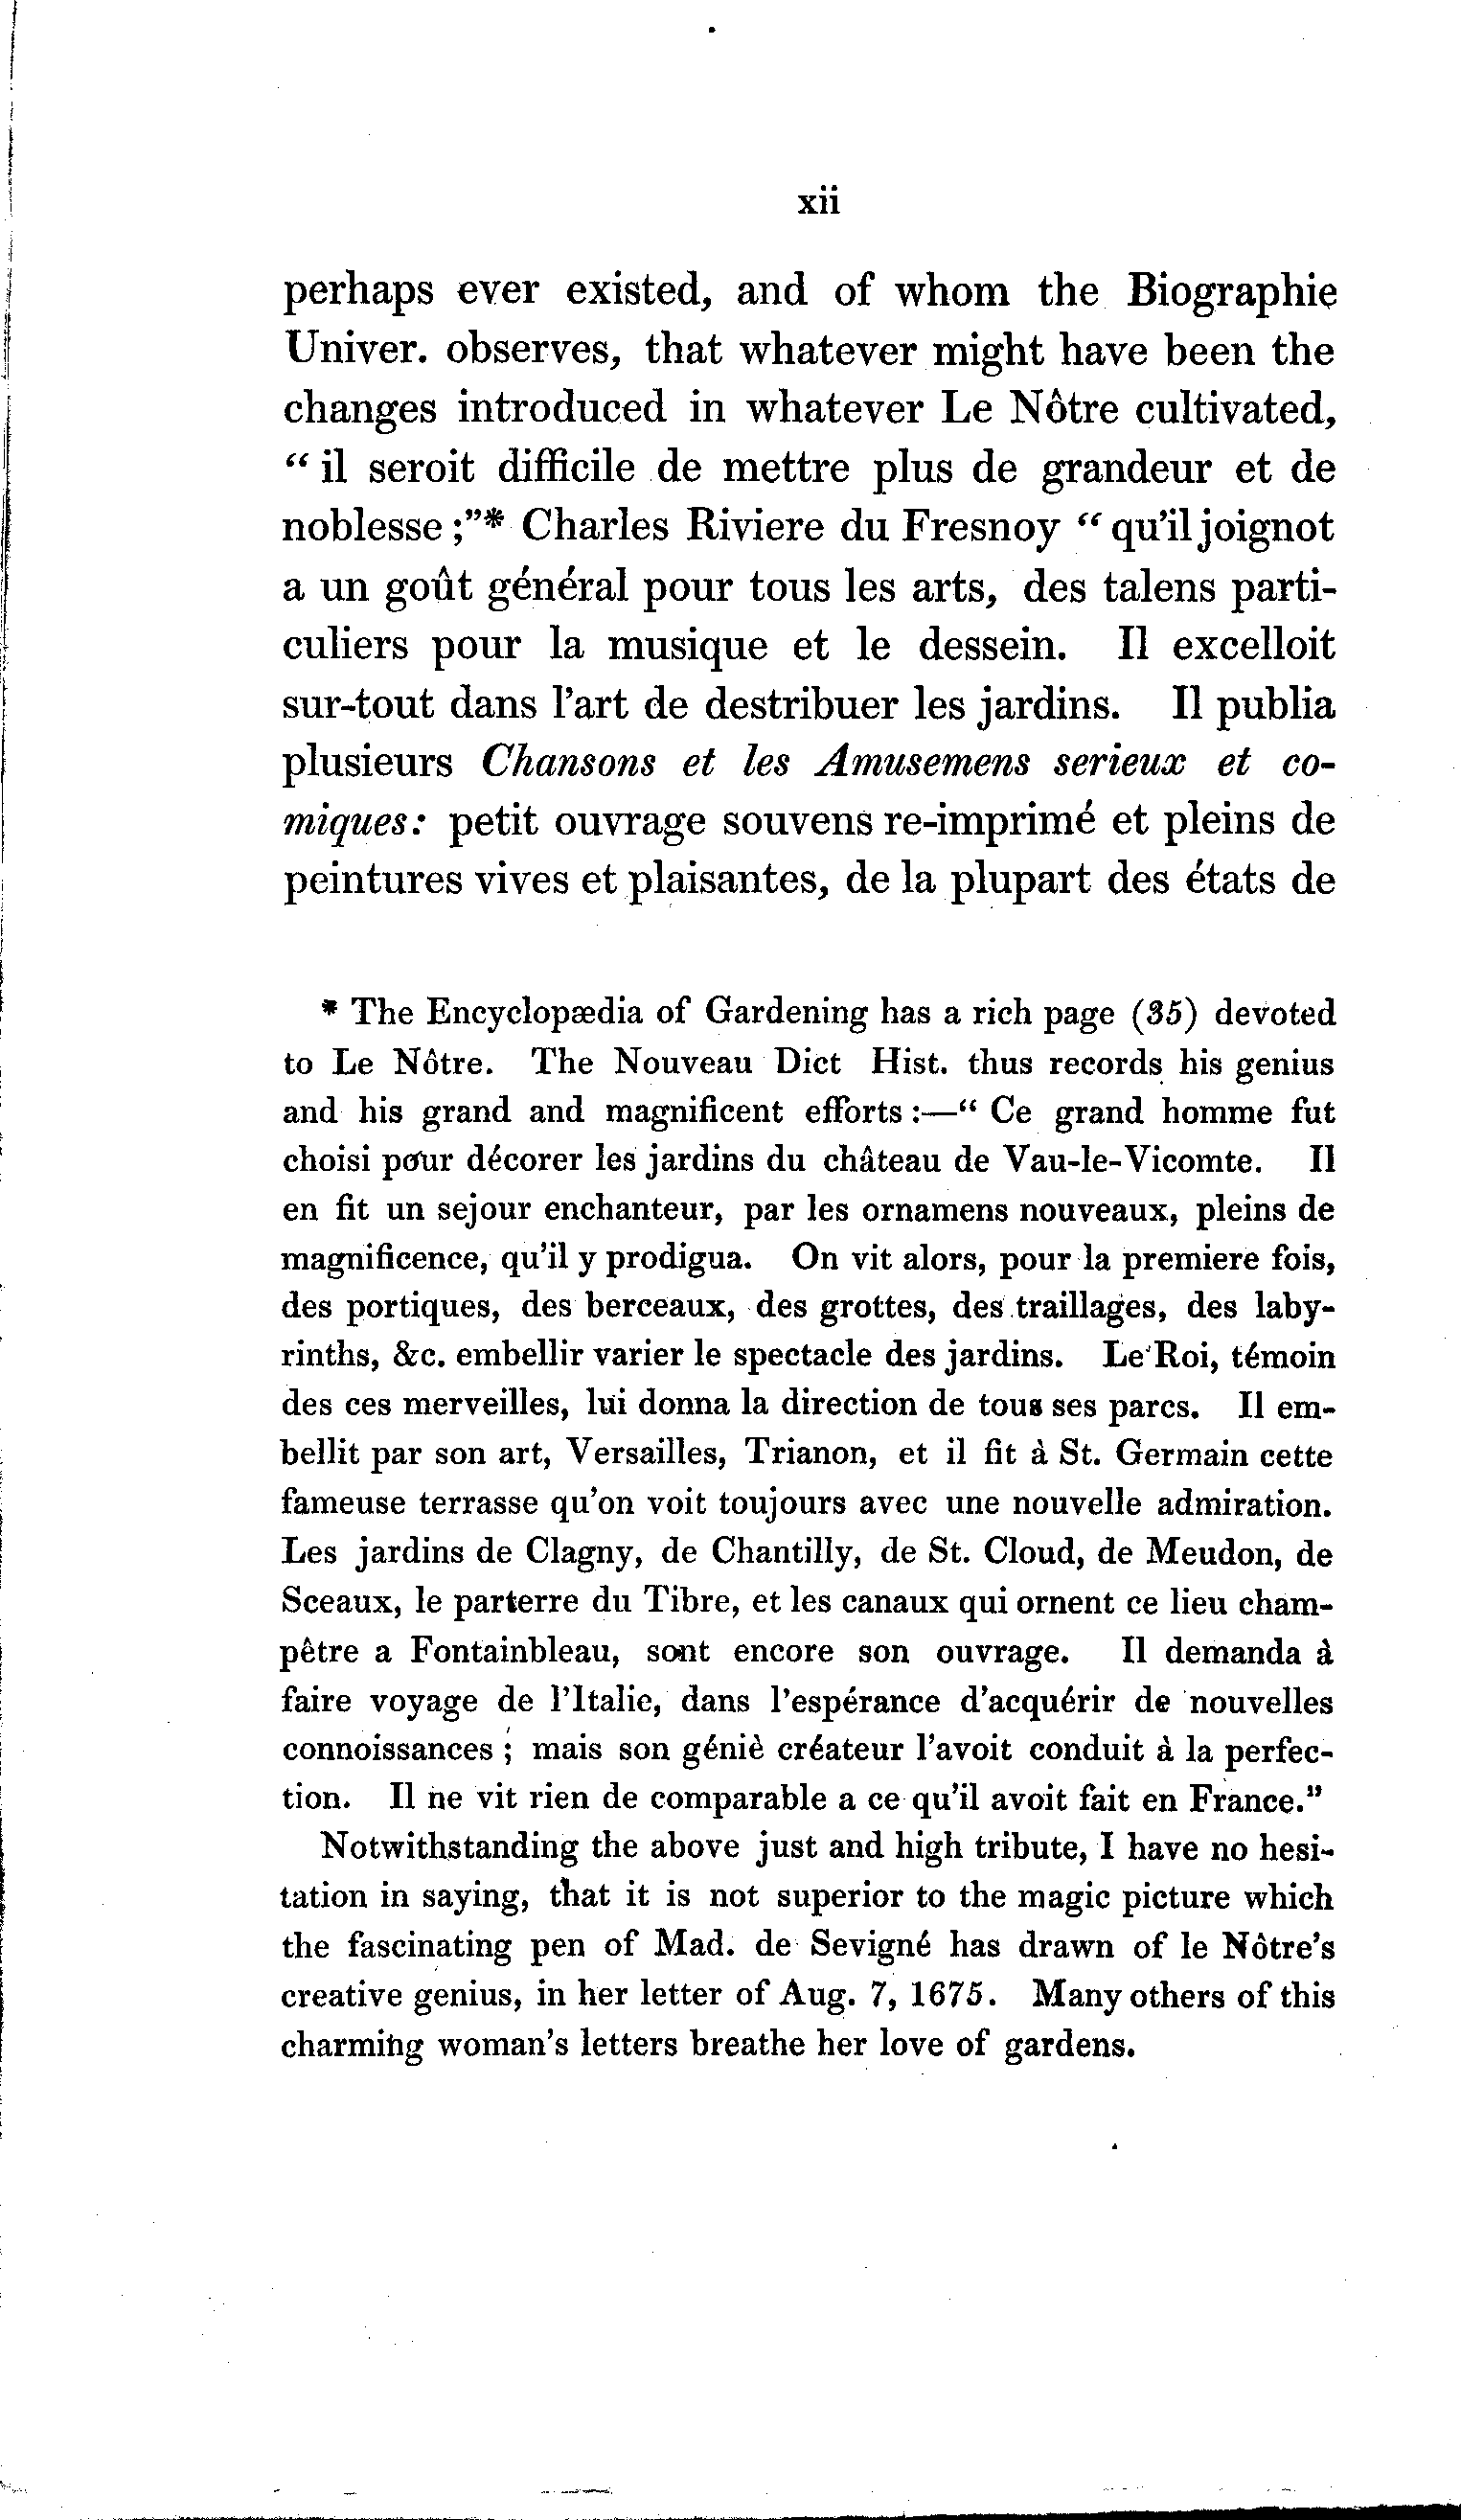 xii
perhaps ever existed, and of whom the Biographie
Univer. observes, that whatever might have been the
changes introduced in whatever Le Nôtre cultivated,
“ il seroit difficile de mettre plus de grandeur et de
noblesse ;”* Charles Riviere du Fresnoy “ qu’il joignot
a un goût général pour tous les arts, des talens parti-
culiers pour la musique et le dessein. Il excelloit
sur-tout dans l’art de destribuer les jardins. Il publia
plusieurs Chansons et les Amusemens serieux et co-
miques: petit ouvrage souvens re-imprimé et pleins de
peintures vives et plaisantes, de la plupart des états de
* The Encyclopædia of Gardening has a rich page (35) devoted
to Le Nôtre. The Nouveau Dict Hist. thus records his genius
and his grand and magnificent efforts :—“ Ce grand homme fut
choisi pour décorer les jardins du château de Vau-le-Vicomte. Il
en fit un sejour enchanteur, par les ornamens nouveaux, pleins de
magnificence, qu’il y prodigua. On vit alors, pour la premiere fois,
des portiques, des berceaux, des grottes, des traillages, des laby-
rinths, &c. embellir varier le spectacle des jardins. Le Roi, témoin
des ces merveilles, lui donna la direction de tous ses parcs. Il em-
bellit par son art, Versailles, Trianon, et il fit à St. Germain cette
fameuse terrasse qu’on voit toujours avec une nouvelle admiration.
Les jardins de Clagny, de Chantilly, de St. Cloud, de Meudon, de
Sceaux, le parterre du Tibre, et les canaux qui ornent ce lieu cham-
pêtre a Fontainbleau, sont encore son ouvrage. Il demanda à
faire voyage de l’Italie, dans l’espérance d’acquérir de nouvelles
connoissances ; mais son géniè créateur l’avoit conduit à la perfec-
tion. Il ne vit rien de comparable a ce qu’il avoit fait en France.”
Notwithstanding the above just and high tribute, I have no hesi-
tation in saying, that it is not superior to the magic picture which
the fascinating pen of Mad. de Sevigné has drawn of le Nôtre’s
creative genius, in her letter of Aug. 7, 1675. Many others of this
charming woman’s letters breathe her love of gardens.